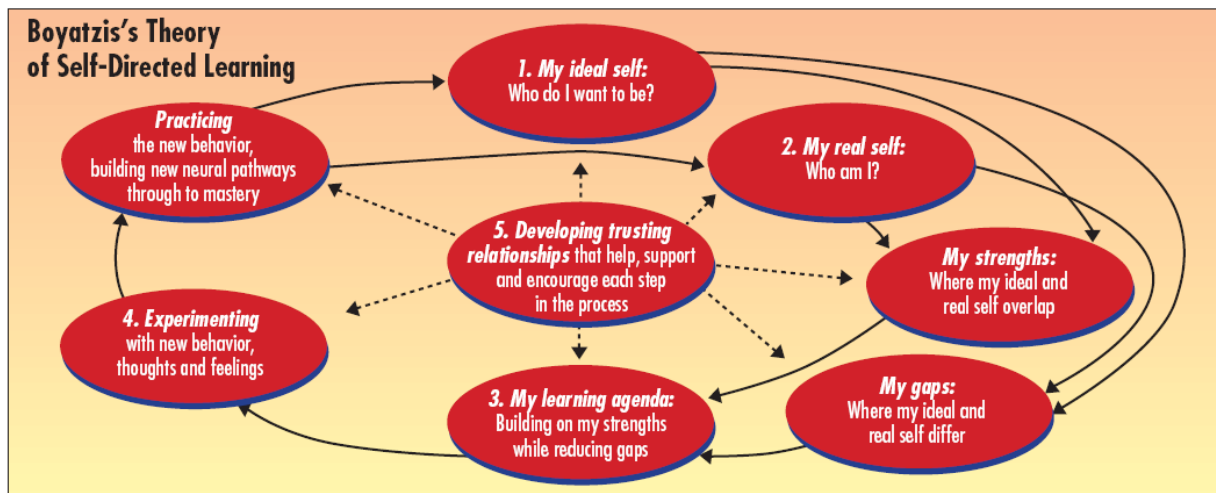 Boyatzis's Theory
of Self-Directed Learning
1. My ideal self:
Who do I want to be?
Practicing
the new behavior,
building new neural pathways
through to mastery
2. My real self:
Who am I?
5. Developing trusting
relationships that help, support
and encourage each step
in the process
My strengths:
Where my ideal and
real self overlap
4. Experimenting
with new behavior,
thoughts and feelings
3. My learning agenda:
Building on my strengths
while reducing gaps
My gaps:
Where my ideal and
real self differ